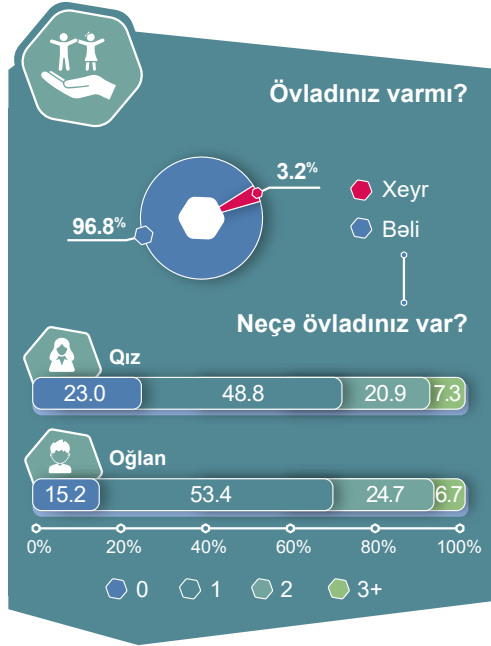 Övladınız varmı?
3.2%
96.8%
Xeyr
Bəli
Neçə övladınız var?
Qız
23.0 48.8 20.9 7.3
Oğlan
15.2 53.4 24.7 6.7
0% 20% 40% 60% 80% 100%
0 1 2 3+